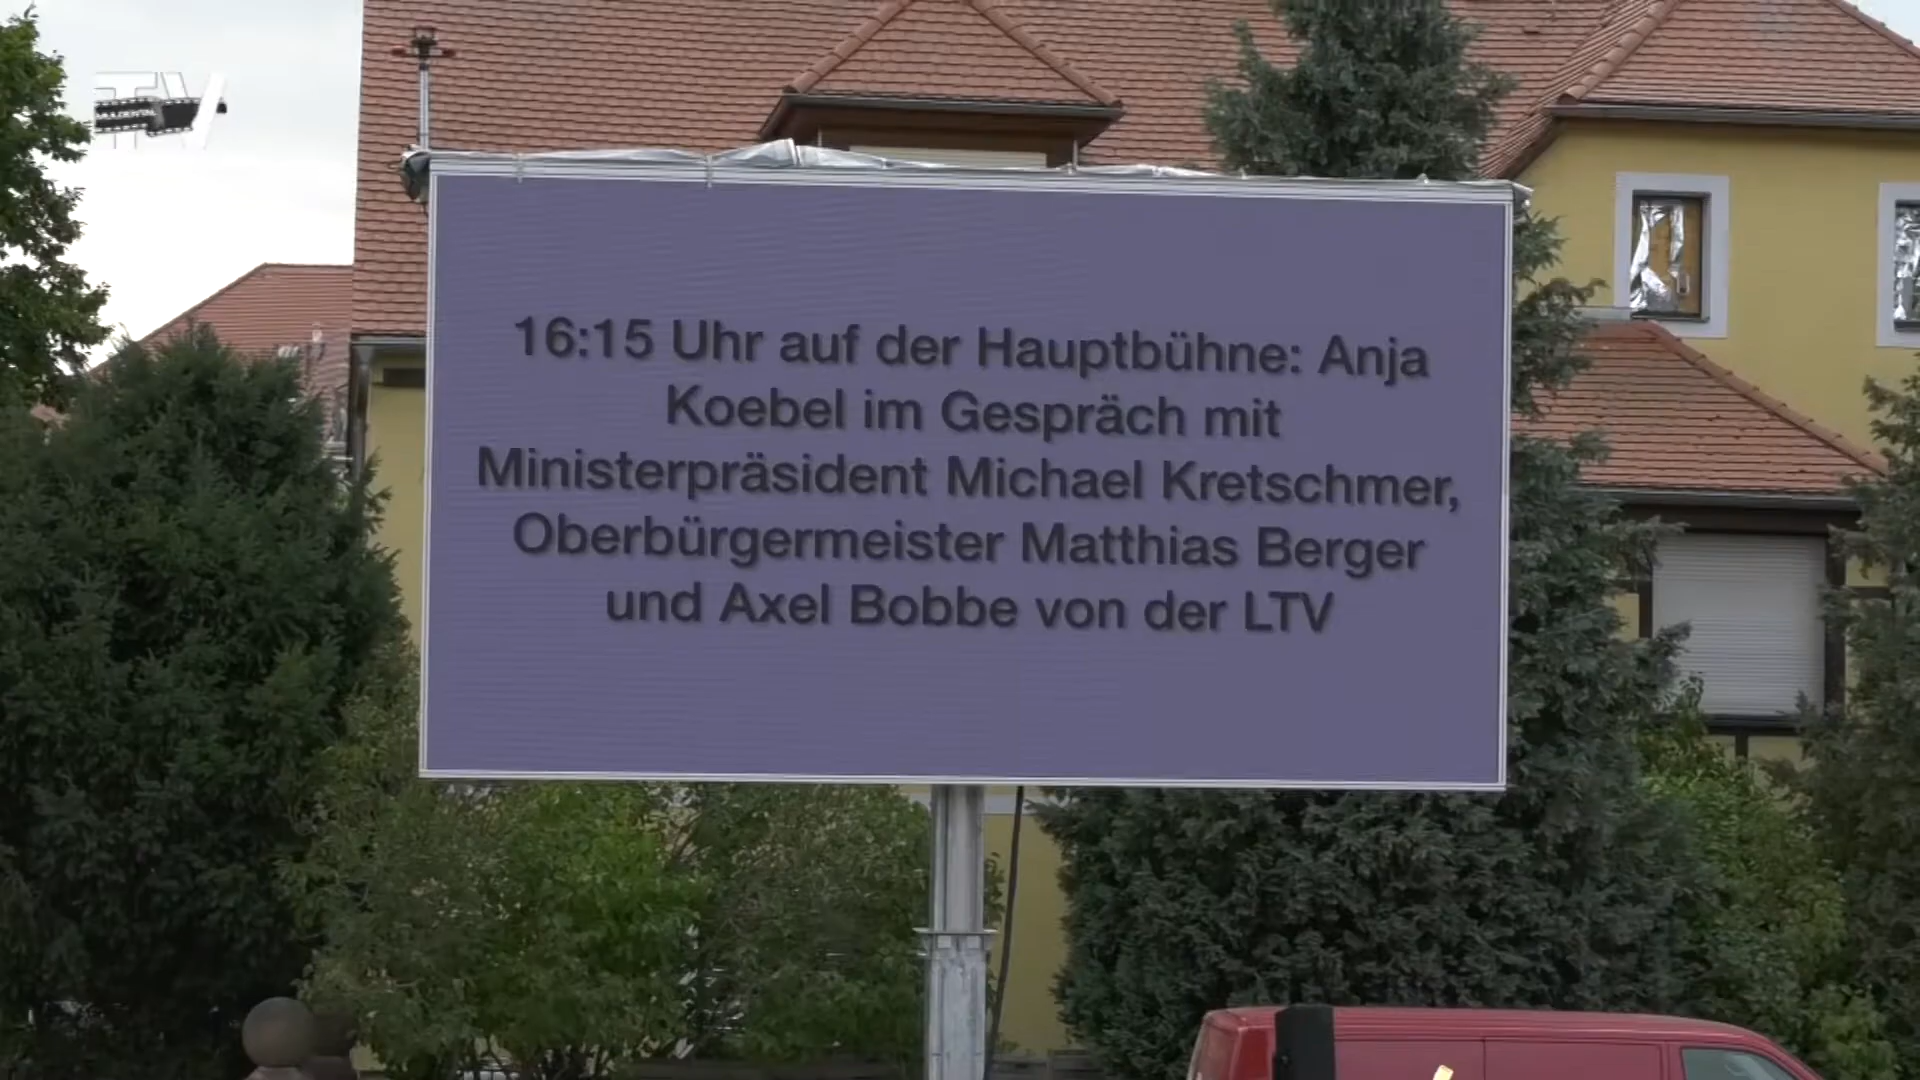 TV
16:15 Uhr auf der Hauptbühne: Anja
Koebel im Gespräch mit
Ministerpräsident Michael Kretschmer,
Oberbürgermeister Matthias Berger
und Axel Bobbe von der LTV